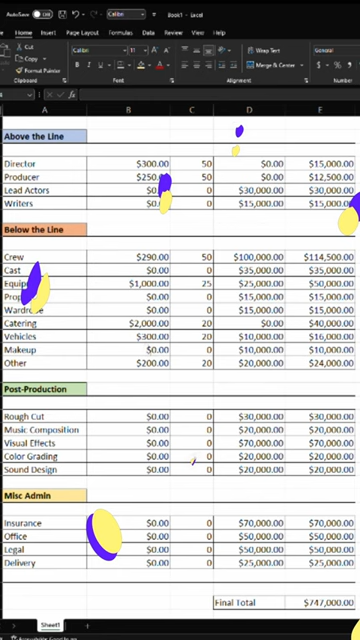 AutoSave Off Calibri Book1 - Excel
Home Insert Page Layout Formulas Data Review View
Cut Calibri 11 Wrap Text General
Copy
Format Painter Merge & Center
Clipboard Font Alignment
A B C D E
Above the Line
Director $300.00 50 $0.00 $15,000.00
Producer $250. 50 $0.00 $12,500.00
Lead Actors $0. 0 $30,000.00 $30,000.00
Writers $0. 0 $15,000.00 $15,000.
Below the Line
Crew $290.00 50 $100,000.00 $114,500.00
Cast $0.00 0 $35,000.00 $35,000.00
Equip $1,000.00 25 $25,000.00 $50,000.00
Prop $0.00 0 $15,000.00 $15,000.00
Wardrobe $0.00 0 $15,000.00 $15,000.00
Catering $2,000.00 20 $0.00 $40,000.00
Vehicles $300.00 20 $10,000.00 $16,000.00
Makeup $0.00 0 $10,000.00 $10,000.00
Other $200.00 20 $20,000.00 $24,000.00
Post-Production
Rough Cut $0.00 0 $30,000.00 $30,000.00
Music Composition $0.00 0 $20,000.00 $20,000.00
Visual Effects $0.00 0 $70,000.00 $70,000.00
Color Grading $0.00 0 $20,000.00 $20,000.00
Sound Design $0.00 0 $20,000.00 $20,000.00
Misc Admin
Insurance $0.00 0 $70,000.00 $70,000.00
Office $0.00 0 $50,000.00 $50,000.00
Legal $0.00 0 $50,000.00 $50,000.00
Delivery $0.00 0 $25,000.00 $25,000.00
Final Total $747,000.00
Sheet1